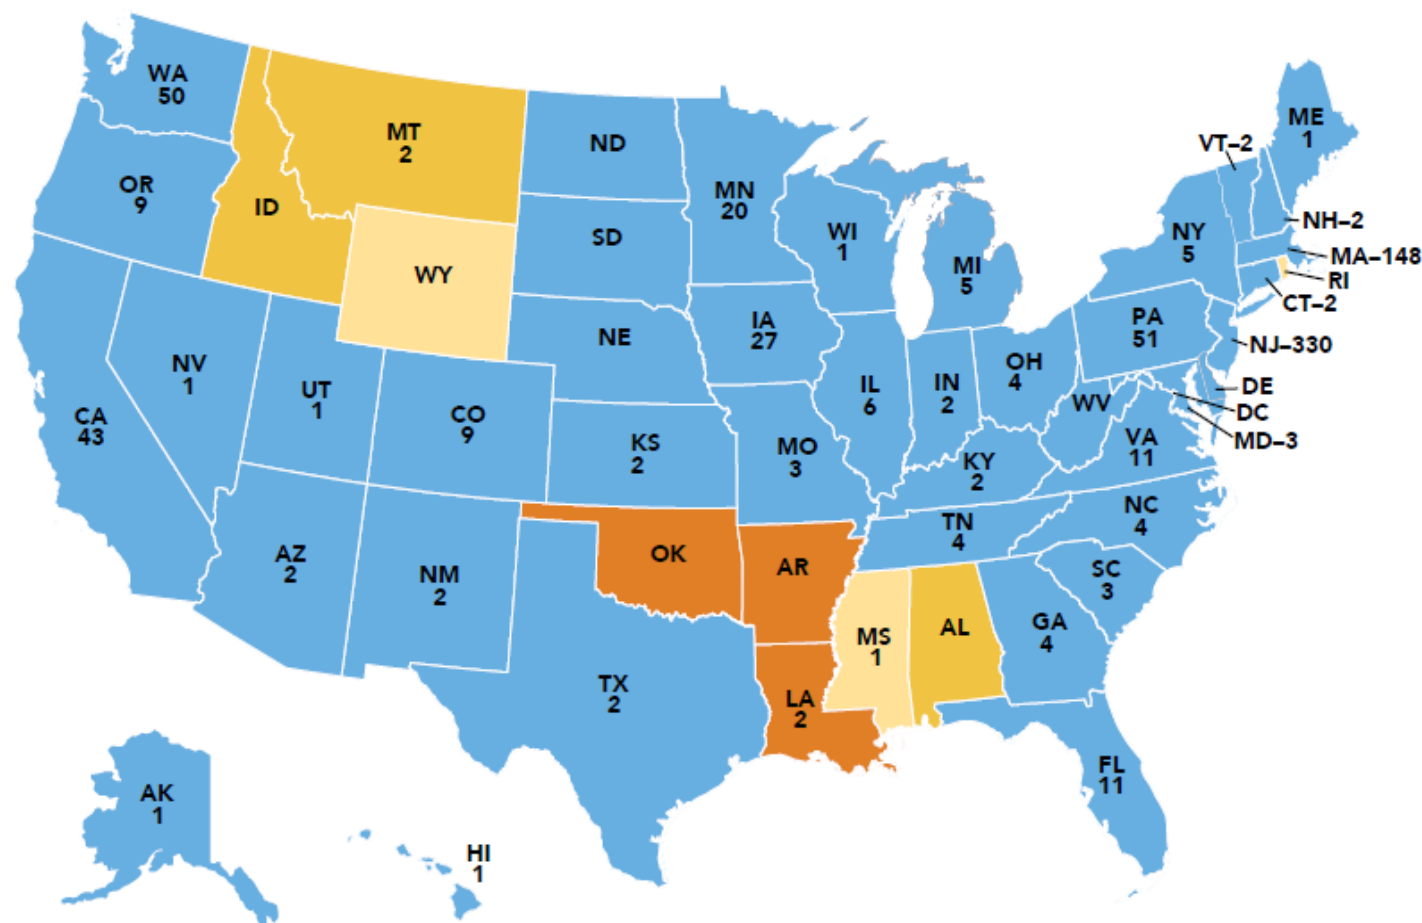 WA
50
OR
9
ID
MT
2
WY
ND
SD
NE
MN
20
WI
1
MI
5
IA
27
NV
1
UT
1
CO
9
CA
43
KS
2
MO
3
IL
6
IN
2
OH
4
PA
51
NY
5
VT–2
ME
1
NH–2
MA–148
RI
CT–2
NJ–330
DE
DC
MD–3
WV
VA
11
KY
2
TN
4
NC
4
SC
3
AZ
2
NM
2
OK
AR
TX
2
LA
2
MS
1
AL
GA
4
FL
11
AK
1
HI
1